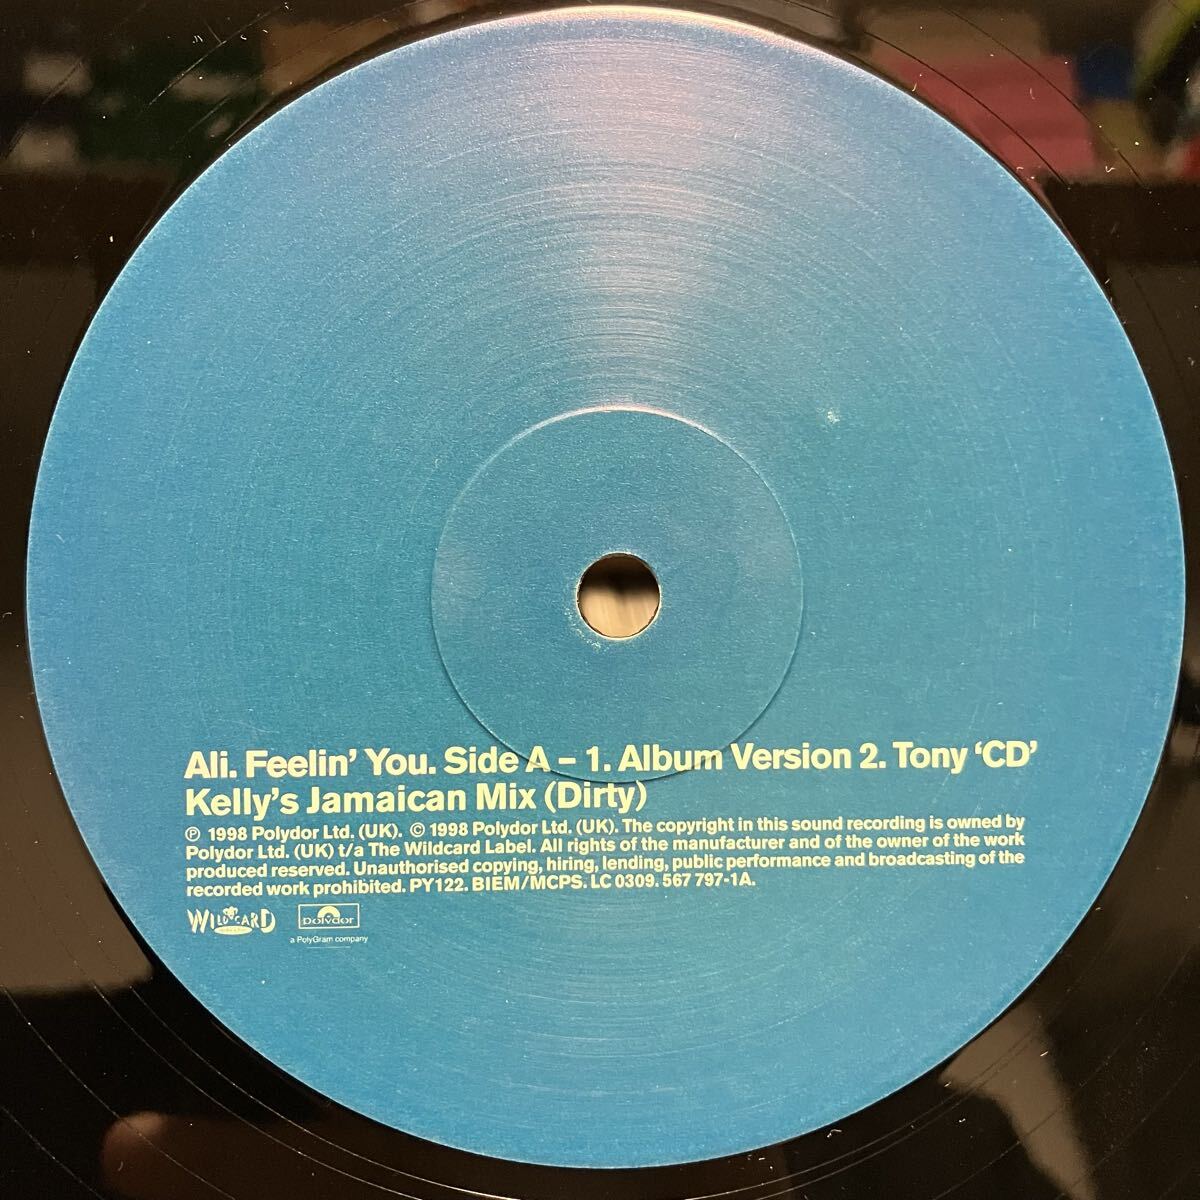 Ali. Feelin' You. Side A – 1. Album Version 2. Tony 'CD'
Kelly's Jamaican Mix (Dirty)
℗ 1998 Polydor Ltd. (UK). © 1998 Polydor Ltd. (UK). The copyright in this sound recording is owned by
Polydor Ltd. (UK) t/a The Wildcard Label. All rights of the manufacturer and of the owner of the work
produced reserved. Unauthorised copying, hiring, lending, public performance and broadcasting of the
recorded work prohibited. PY122. BIEM/MCPS. LC 0309. 567 797-1A.
WILDCARD
polydor
a PolyGram company